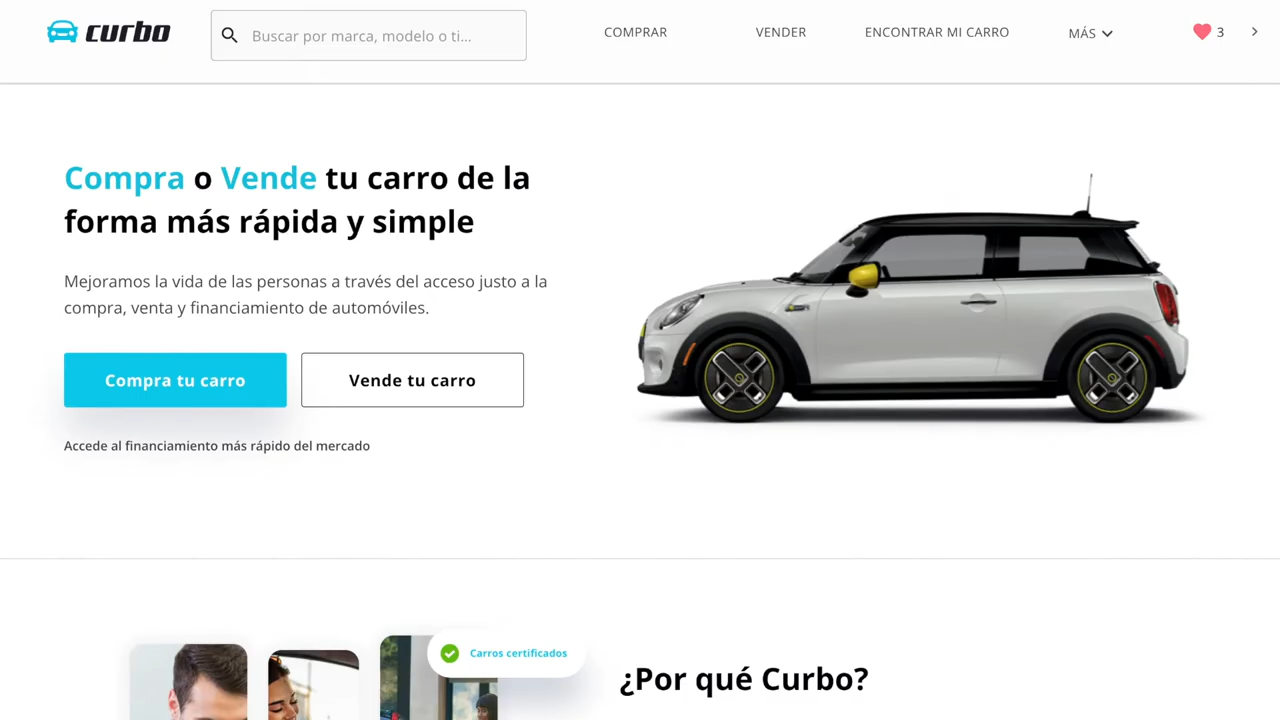 curbo
Buscar por marca, modelo o ti...
COMPRAR
VENDER
ENCONTRAR MI CARRO
MÁS
3
Compra o Vende tu carro de la
forma más rápida y simple
Mejoramos la vida de las personas a través del acceso justo a la
compra, venta y financiamiento de automóviles.
Compra tu carro
Vende tu carro
Accede al financiamiento más rápido del mercado
Carros certificados
¿Por qué Curbo?